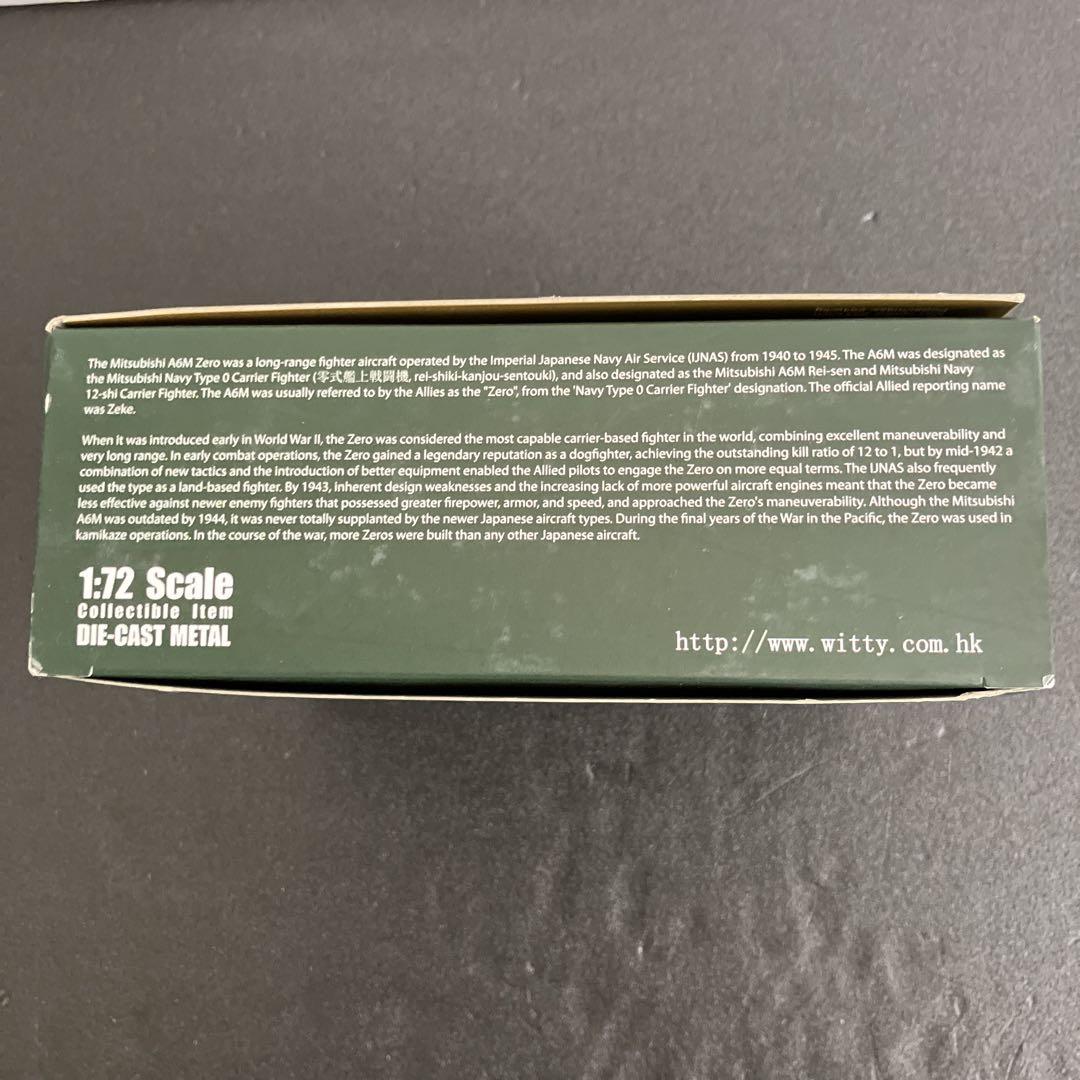 The Mitsubishi A6M Zero was a long-range fighter aircraft operated by the Imperial Japanese Navy Air Service (IJNAS) from 1940 to 1945. The A6M was designated as
the Mitsubishi Navy Type 0 Carrier Fighter (零式艦上戦闘機, rei-shiki-kanjou-sentouki), and also designated as the Mitsubishi A6M Rei-sen and Mitsubishi Navy
12-shi Carrier Fighter. The A6M was usually referred to by the Allies as the "Zero", from the 'Navy Type 0 Carrier Fighter' designation. The official Allied reporting name
was Zeke.
When it was introduced early in World War II, the Zero was considered the most capable carrier-based fighter in the world, combining excellent maneuverability and
very long range. In early combat operations, the Zero gained a legendary reputation as a dogfighter, achieving the outstanding kill ratio of 12 to 1, but by mid-1942 a
combination of new tactics and the introduction of better equipment enabled the Allied pilots to engage the Zero on more equal terms. The IJNAS also frequently
used the type as a land-based fighter. By 1943, inherent design weaknesses and the increasing lack of more powerful aircraft engines meant that the Zero became
less effective against newer enemy fighters that possessed greater firepower, armor, and speed, and approached the Zero's maneuverability. Although the Mitsubishi
A6M was outdated by 1944, it was never totally supplanted by the newer Japanese aircraft types. During the final years of the War in the Pacific, the Zero was used in
kamikaze operations. In the course of the war, more Zeros were built than any other Japanese aircraft.
1:72 Scale
Collectible Item
DIE-CAST METAL
http://www.witty.com.hk